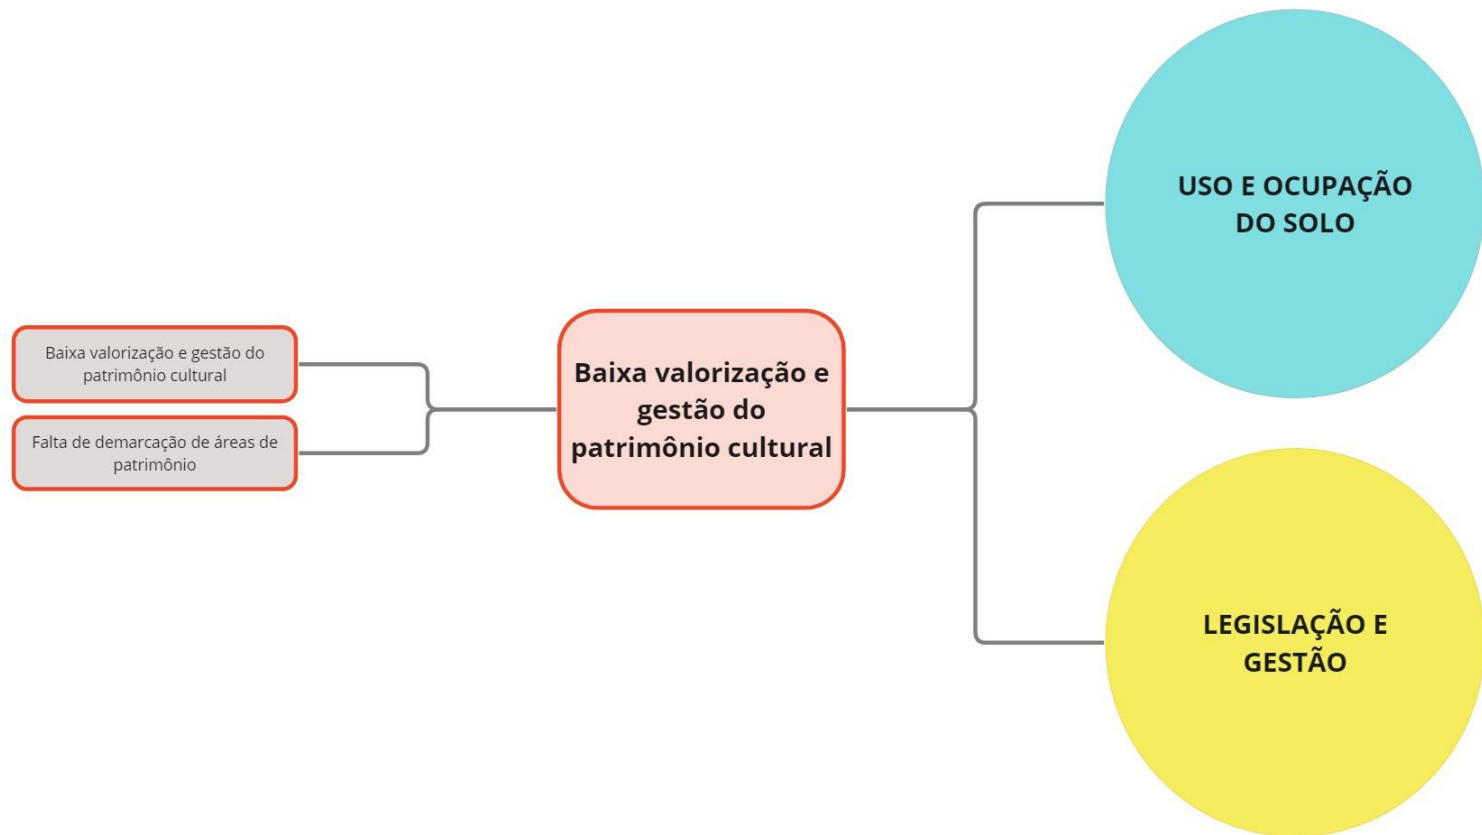 Baixa valorização e gestão do
patrimônio cultural
Falta de demarcação de áreas de
patrimônio
Baixa valorização e
gestão do
patrimônio cultural
USO E OCUPAÇÃO
DO SOLO
LEGISLAÇÃO E
GESTÃO